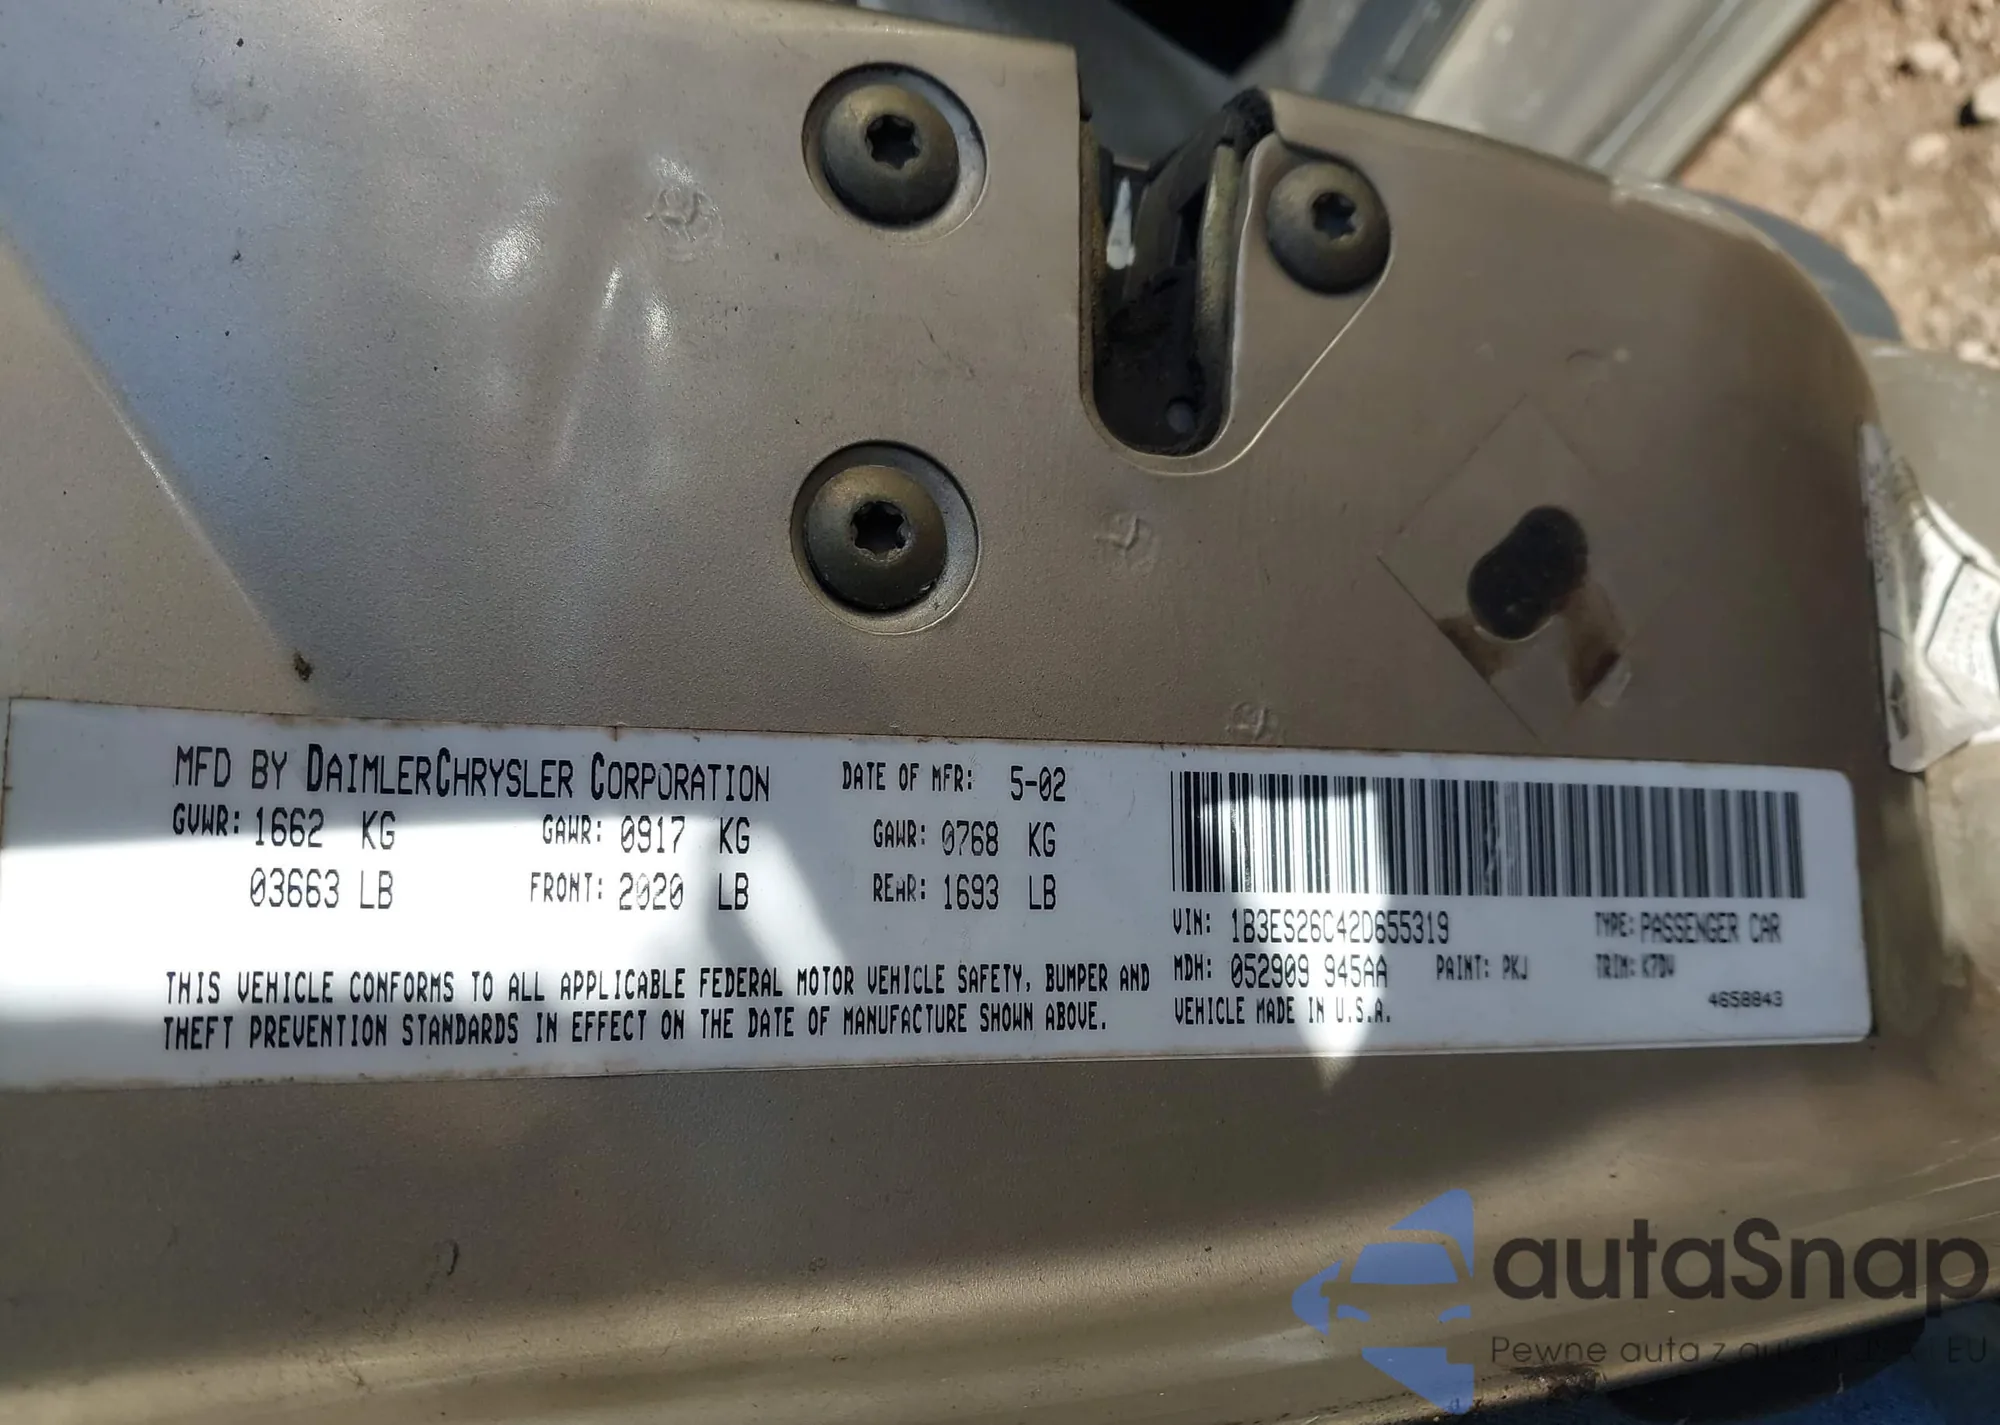 MFD BY DAIMLERCHRYSLER CORPORATION DATE OF MFR: 5-02
GVWR: 1662 KG GAWR: 0917 KG GAWR: 0768 KG
03663 LB FRONT: 2020 LB REAR: 1693 LB
THIS VEHICLE CONFORMS TO ALL APPLICABLE FEDERAL MOTOR VEHICLE SAFETY, BUMPER AND
THEFT PREVENTION STANDARDS IN EFFECT ON THE DATE OF MANUFACTURE SHOWN ABOVE.
VIN: 1B3ES26C42D655319 TYPE: PASSENGER CAR
MDH: 052909 945AA PAINT: PKJ TRIM: K7DV
VEHICLE MADE IN U.S.A.
4658843
autaSnap
Pewne auta z EU